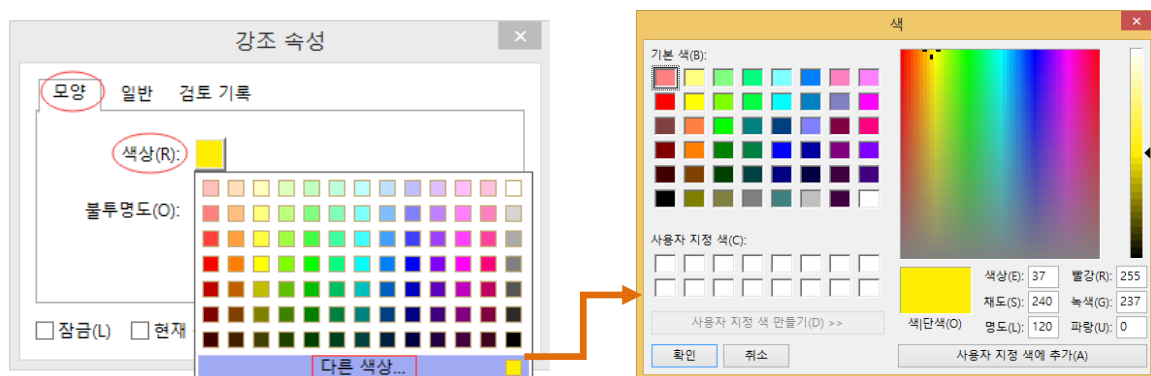 강조 속성
모양 일반 검토 기록
색상(R):
불투명도(O):
잠금(L) 현재
다른 색상...
색
기본 색(B):
사용자 지정 색(C):
사용자 지정 색 만들기(D) >>
확인 취소
색상(E): 37 빨강(R): 255
채도(S): 240 녹색(G): 237
색|단색(O) 명도(L): 120 파랑(U): 0
사용자 지정 색에 추가(A)